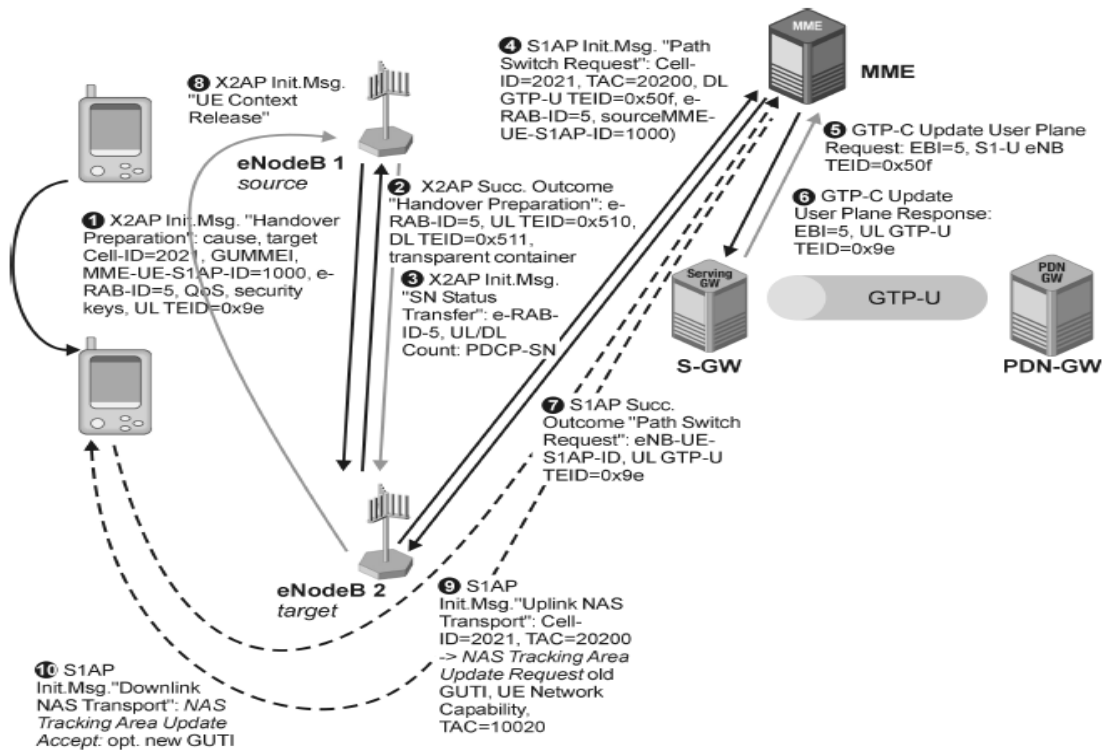 MME
MME
❹ S1AP Init.Msg. "Path
Switch Request": Cell-
ID=2021, TAC=20200, DL
GTP-U TEID=0x50f, e-
RAB-ID=5, sourceMME-
UE-S1AP-ID=1000)
❽ X2AP Init.Msg.
"UE Context
Release"
eNodeB 1
source
❺ GTP-C Update User Plane
Request: EBI=5, S1-U eNB
TEID=0x50f
❷ X2AP Succ. Outcome
"Handover Preparation": e-
RAB-ID=5, UL TEID=0x510,
DL TEID=0x511,
transparent container
❻ GTP-C Update
User Plane Response:
EBI=5, UL GTP-U
TEID=0x9e
❶ X2AP Init.Msg. "Handover
Preparation": cause, target
Cell-ID=2021, GUMMEI,
MME-UE-S1AP-ID=1000, e-
RAB-ID=5, QoS, security
keys, UL TEID=0x9e
❸ X2AP Init.Msg.
"SN Status
Transfer": e-RAB-
ID-5, UL/DL
Count: PDCP-SN
Serving
GW
S-GW
GTP-U
PDN
GW
PDN-GW
❼ S1AP Succ.
Outcome "Path Switch
Request": eNB-UE-
S1AP-ID, UL GTP-U
TEID=0x9e
eNodeB 2
target
❾ S1AP
Init.Msg."Uplink NAS
Transport": Cell-
ID=2021, TAC=20200
-> NAS Tracking Area
Update Request old
GUTI, UE Network
Capability,
TAC=10020
❿ S1AP
Init.Msg."Downlink
NAS Transport": NAS
Tracking Area Update
Accept: opt. new GUTI